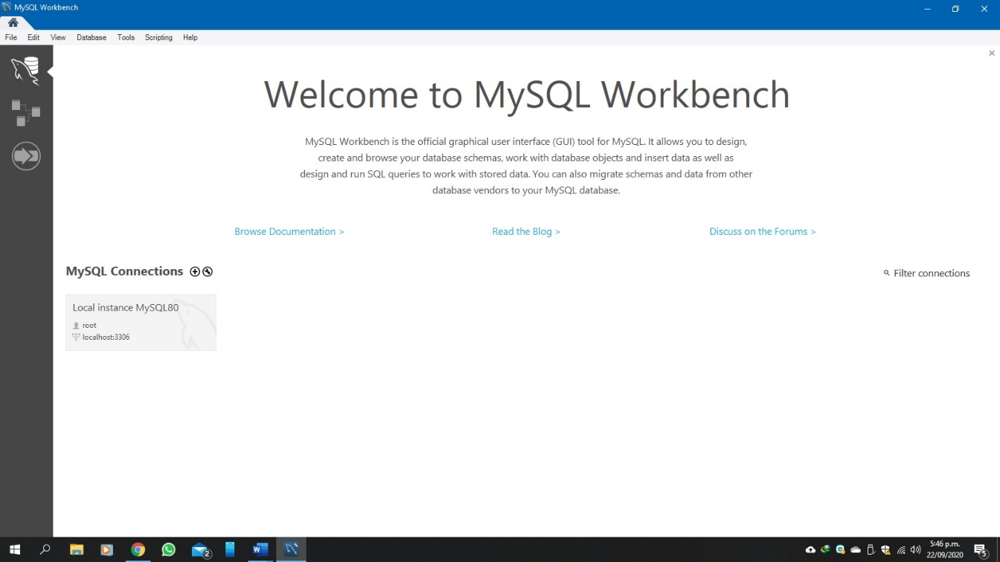 MySQL Workbench
File Edit View Database Tools Scripting Help
Welcome to MySQL Workbench
MySQL Workbench is the official graphical user interface (GUI) tool for MySQL. It allows you to design,
create and browse your database schemas, work with database objects and insert data as well as
design and run SQL queries to work with stored data. You can also migrate schemas and data from other
database vendors to your MySQL database.
Browse Documentation > Read the Blog > Discuss on the Forums >
MySQL Connections Filter connections
Local instance MySQL80
root
localhost:3306
2
W
5:46 p.m.
22/09/2020
5